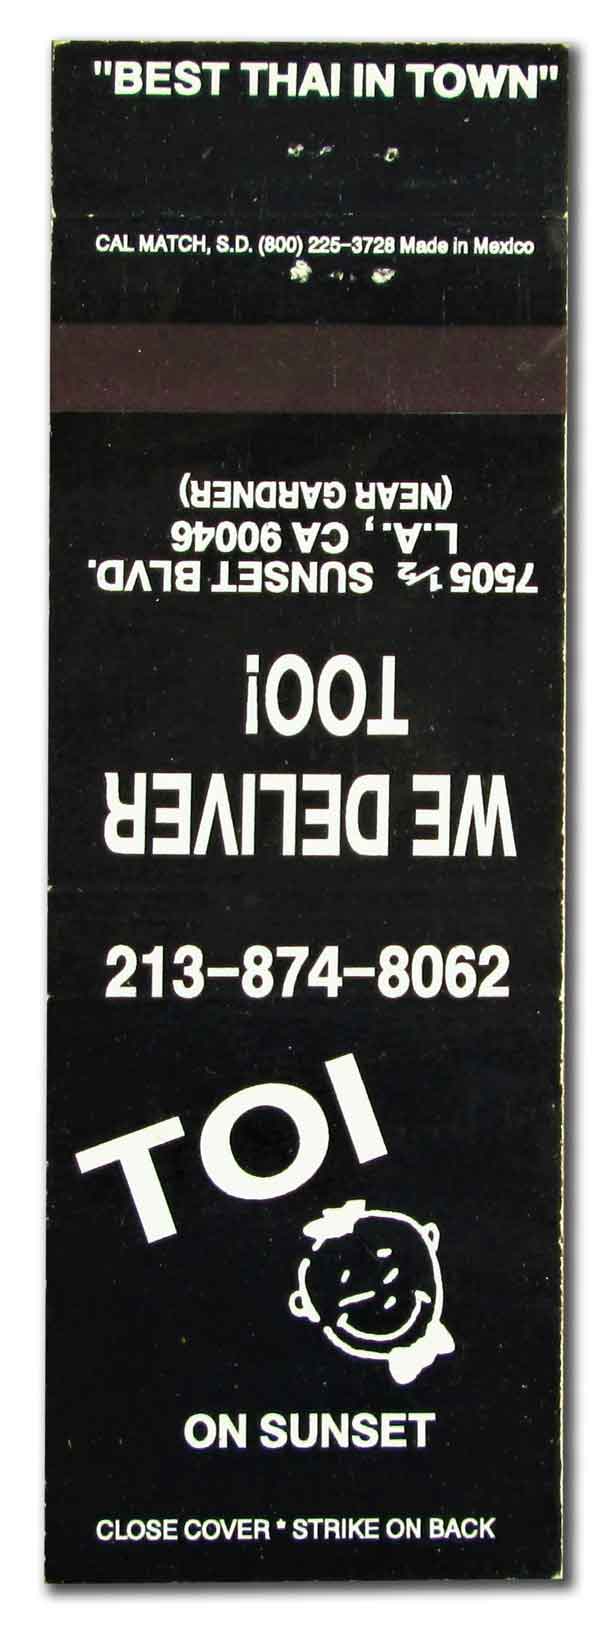 "BEST THAI IN TOWN"
CAL MATCH, S.D. (800) 225-3728 Made in Mexico
WE DELIVER
TOO!
7505 ½ SUNSET BLVD.
L.A., CA 90046
(NEAR GARDNER)
213-874-8062
TOI
ON SUNSET
CLOSE COVER * STRIKE ON BACK